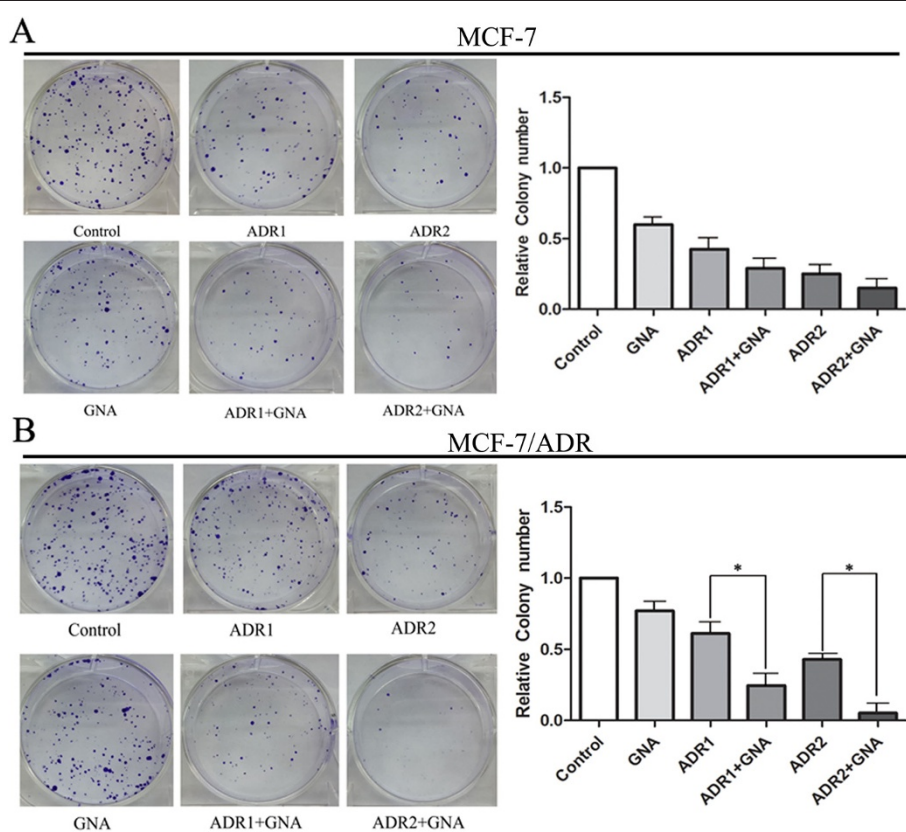 A
MCF-7
Control
ADR1
ADR2
GNA
ADR1+GNA
ADR2+GNA
Relative Colony number
1.5
1.0
0.5
0.0
Control
GNA
ADR1
ADR1+GNA
ADR2
ADR2+GNA
B
MCF-7/ADR
Control
ADR1
ADR2
GNA
ADR1+GNA
ADR2+GNA
Relative Colony number
1.5
1.0
0.5
0.0
*
*
Control
GNA
ADR1
ADR1+GNA
ADR2
ADR2+GNA